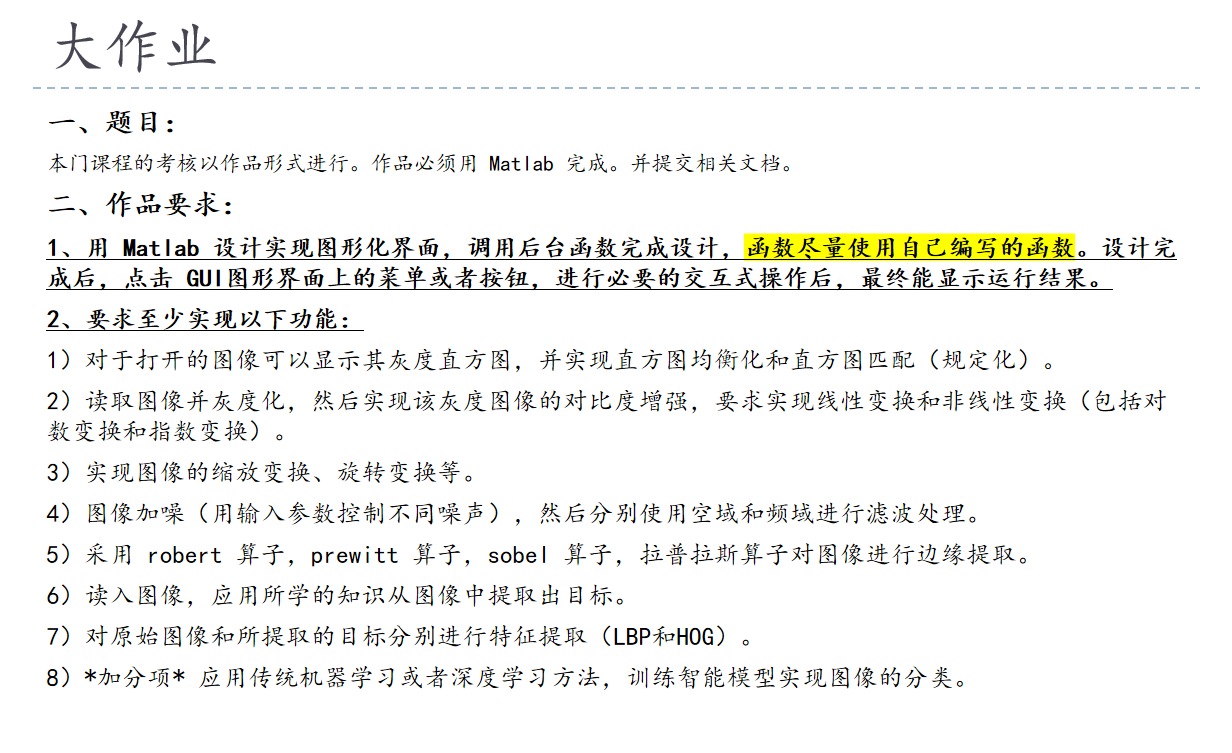 大作业
一、题目：
本门课程的考核以作品形式进行。作品必须用 Matlab 完成。并提交相关文档。
二、作品要求：
1、用 Matlab 设计实现图形化界面，调用后台函数完成设计，函数尽量使用自己编写的函数。设计完
成后，点击 GUI图形界面上的菜单或者按钮，进行必要的交互式操作后，最终能显示运行结果。
2、要求至少实现以下功能：
1）对于打开的图像可以显示其灰度直方图，并实现直方图均衡化和直方图匹配（规定化）。
2）读取图像并灰度化，然后实现该灰度图像的对比度增强，要求实现线性变换和非线性变换（包括对
数变换和指数变换）。
3）实现图像的缩放变换、旋转变换等。
4）图像加噪（用输入参数控制不同噪声），然后分别使用空域和频域进行滤波处理。
5）采用 robert 算子，prewitt 算子，sobel 算子，拉普拉斯算子对图像进行边缘提取。
6）读入图像，应用所学的知识从图像中提取出目标。
7）对原始图像和所提取的目标分别进行特征提取（LBP和HOG）。
8）*加分项* 应用传统机器学习或者深度学习方法，训练智能模型实现图像的分类。